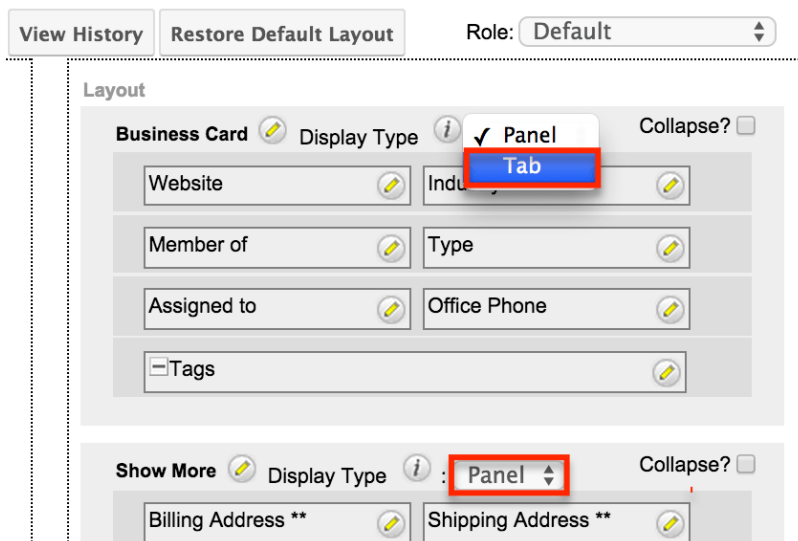 View History Restore Default Layout Role: Default
Layout
Business Card Display Type i ✓ Panel Collapse?
Tab
Website
Member of Type
Assigned to Office Phone
Tags
Show More Display Type i : Panel Collapse?
Billing Address ** Shipping Address **